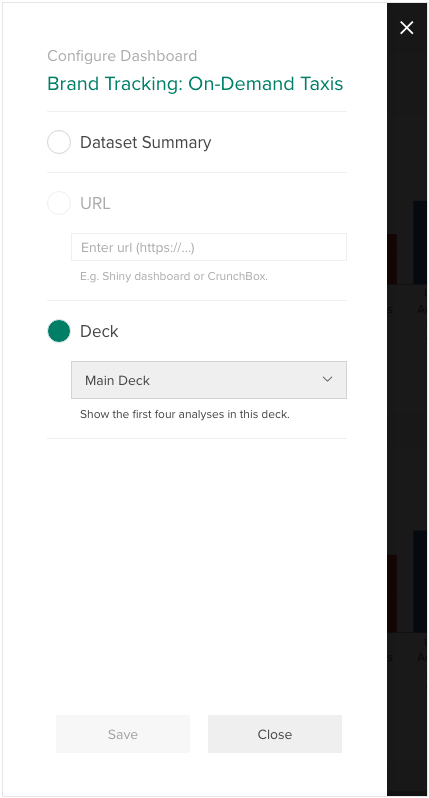 Configure Dashboard
Brand Tracking: On-Demand Taxis
Dataset Summary
URL
Enter url (https://...)
E.g. Shiny dashboard or CrunchBox.
Deck
Main Deck
Show the first four analyses in this deck.
Save
Close